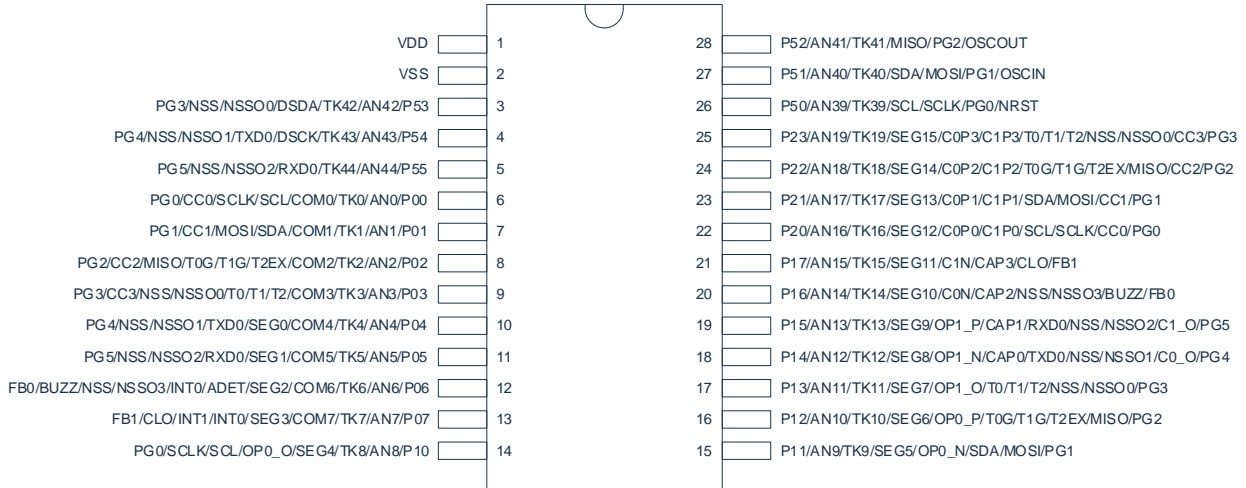 VDD 1 28 P52/AN41/TK41/MISO/PG2/OSCOUT
VSS 2 27 P51/AN40/TK40/SDA/MOSI/PG1/OSCIN
PG3/NSS/NSSO0/DSDA/TK42/AN42/P53 3 26 P50/AN39/TK39/SCL/SCLK/PG0/NRST
PG4/NSS/NSSO1/TXD0/DSCK/TK43/AN43/P54 4 25 P23/AN19/TK19/SEG15/C0P3/C1P3/T0/T1/T2/NSS/NSSO0/CC3/PG3
PG5/NSS/NSSO2/RXD0/TK44/AN44/P55 5 24 P22/AN18/TK18/SEG14/C0P2/C1P2/T0G/T1G/T2EX/MISO/CC2/PG2
PG0/CC0/SCLK/SCL/COM0/TK0/AN0/P00 6 23 P21/AN17/TK17/SEG13/C0P1/C1P1/SDA/MOSI/CC1/PG1
PG1/CC1/MOSI/SDA/COM1/TK1/AN1/P01 7 22 P20/AN16/TK16/SEG12/C0P0/C1P0/SCL/SCLK/CC0/PG0
PG2/CC2/MISO/T0G/T1G/T2EX/COM2/TK2/AN2/P02 8 21 P17/AN15/TK15/SEG11/C1N/CAP3/CLO/FB1
PG3/CC3/NSS/NSSO0/T0/T1/T2/COM3/TK3/AN3/P03 9 20 P16/AN14/TK14/SEG10/C0N/CAP2/NSS/NSSO3/BUZZ/FB0
PG4/NSS/NSSO1/TXD0/SEG0/COM4/TK4/AN4/P04 10 19 P15/AN13/TK13/SEG9/OP1_P/CAP1/RXD0/NSS/NSSO2/C1_O/PG5
PG5/NSS/NSSO2/RXD0/SEG1/COM5/TK5/AN5/P05 11 18 P14/AN12/TK12/SEG8/OP1_N/CAP0/TXD0/NSS/NSSO1/C0_O/PG4
FB0/BUZZ/NSS/NSSO3/INT0/ADET/SEG2/COM6/TK6/AN6/P06 12 17 P13/AN11/TK11/SEG7/OP1_O/T0/T1/T2/NSS/NSSO0/PG3
FB1/CLO/INT1/INT0/SEG3/COM7/TK7/AN7/P07 13 16 P12/AN10/TK10/SEG6/OP0_P/T0G/T1G/T2EX/MISO/PG2
PG0/SCLK/SCL/OP0_O/SEG4/TK8/AN8/P10 14 15 P11/AN9/TK9/SEG5/OP0_N/SDA/MOSI/PG1